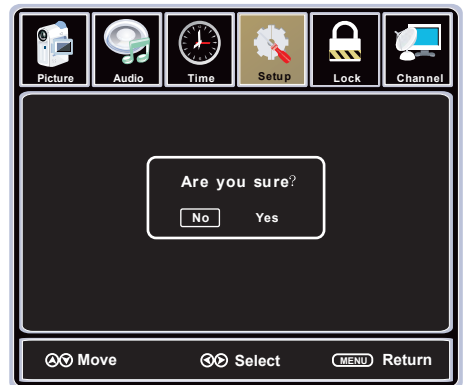 Picture Audio Time Setup Lock Channel
Are you sure?
No Yes
Move Select MENU Return